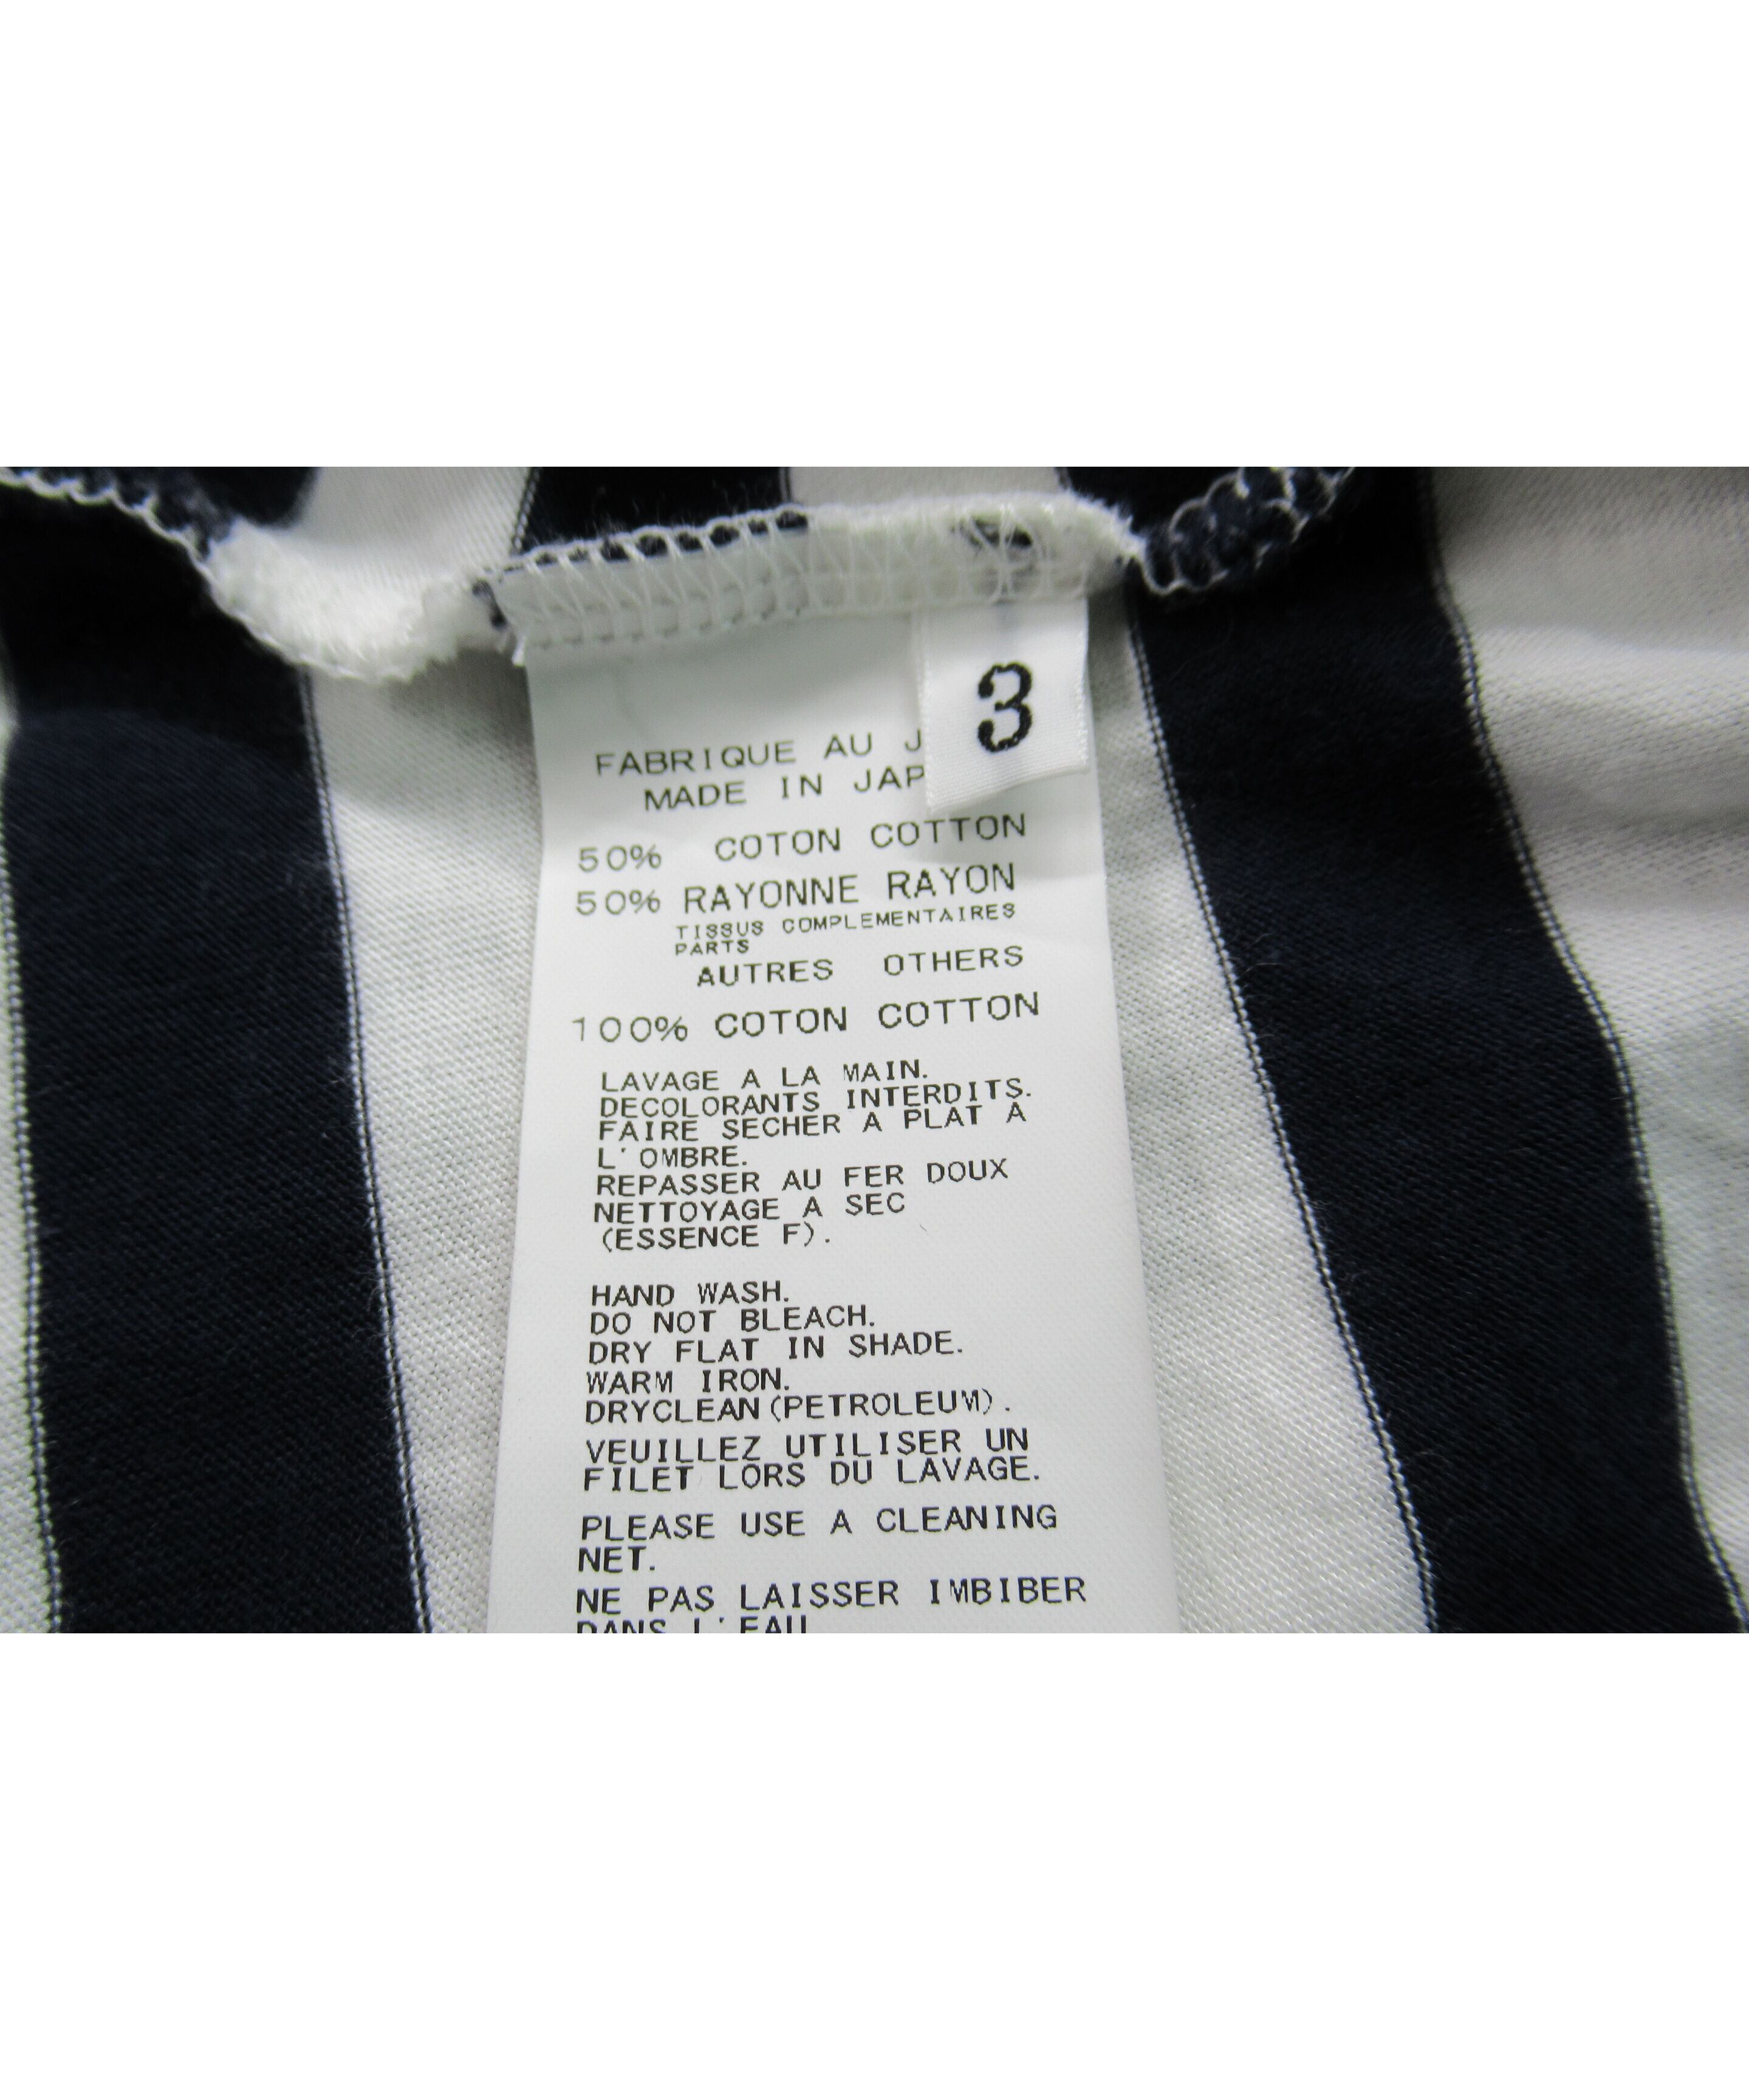 3
FABRIQUE AU J
MADE IN JAP
50% COTON COTTON
50% RAYONNE RAYON
TISSUS COMPLEMENTAIRES
PARTS
AUTRES OTHERS
100% COTON COTTON
LAVAGE A LA MAIN.
DECOLORANTS INTERDITS.
FAIRE SECHER A PLAT A
L'OMBRE.
REPASSER AU FER DOUX
NETTOYAGE A SEC
(ESSENCE F).
HAND WASH.
DO NOT BLEACH.
DRY FLAT IN SHADE.
WARM IRON.
DRYCLEAN(PETROLEUM).
VEUILLEZ UTILISER UN
FILET LORS DU LAVAGE.
PLEASE USE A CLEANING
NET.
NE PAS LAISSER IMBIBER
DANS L'EAU